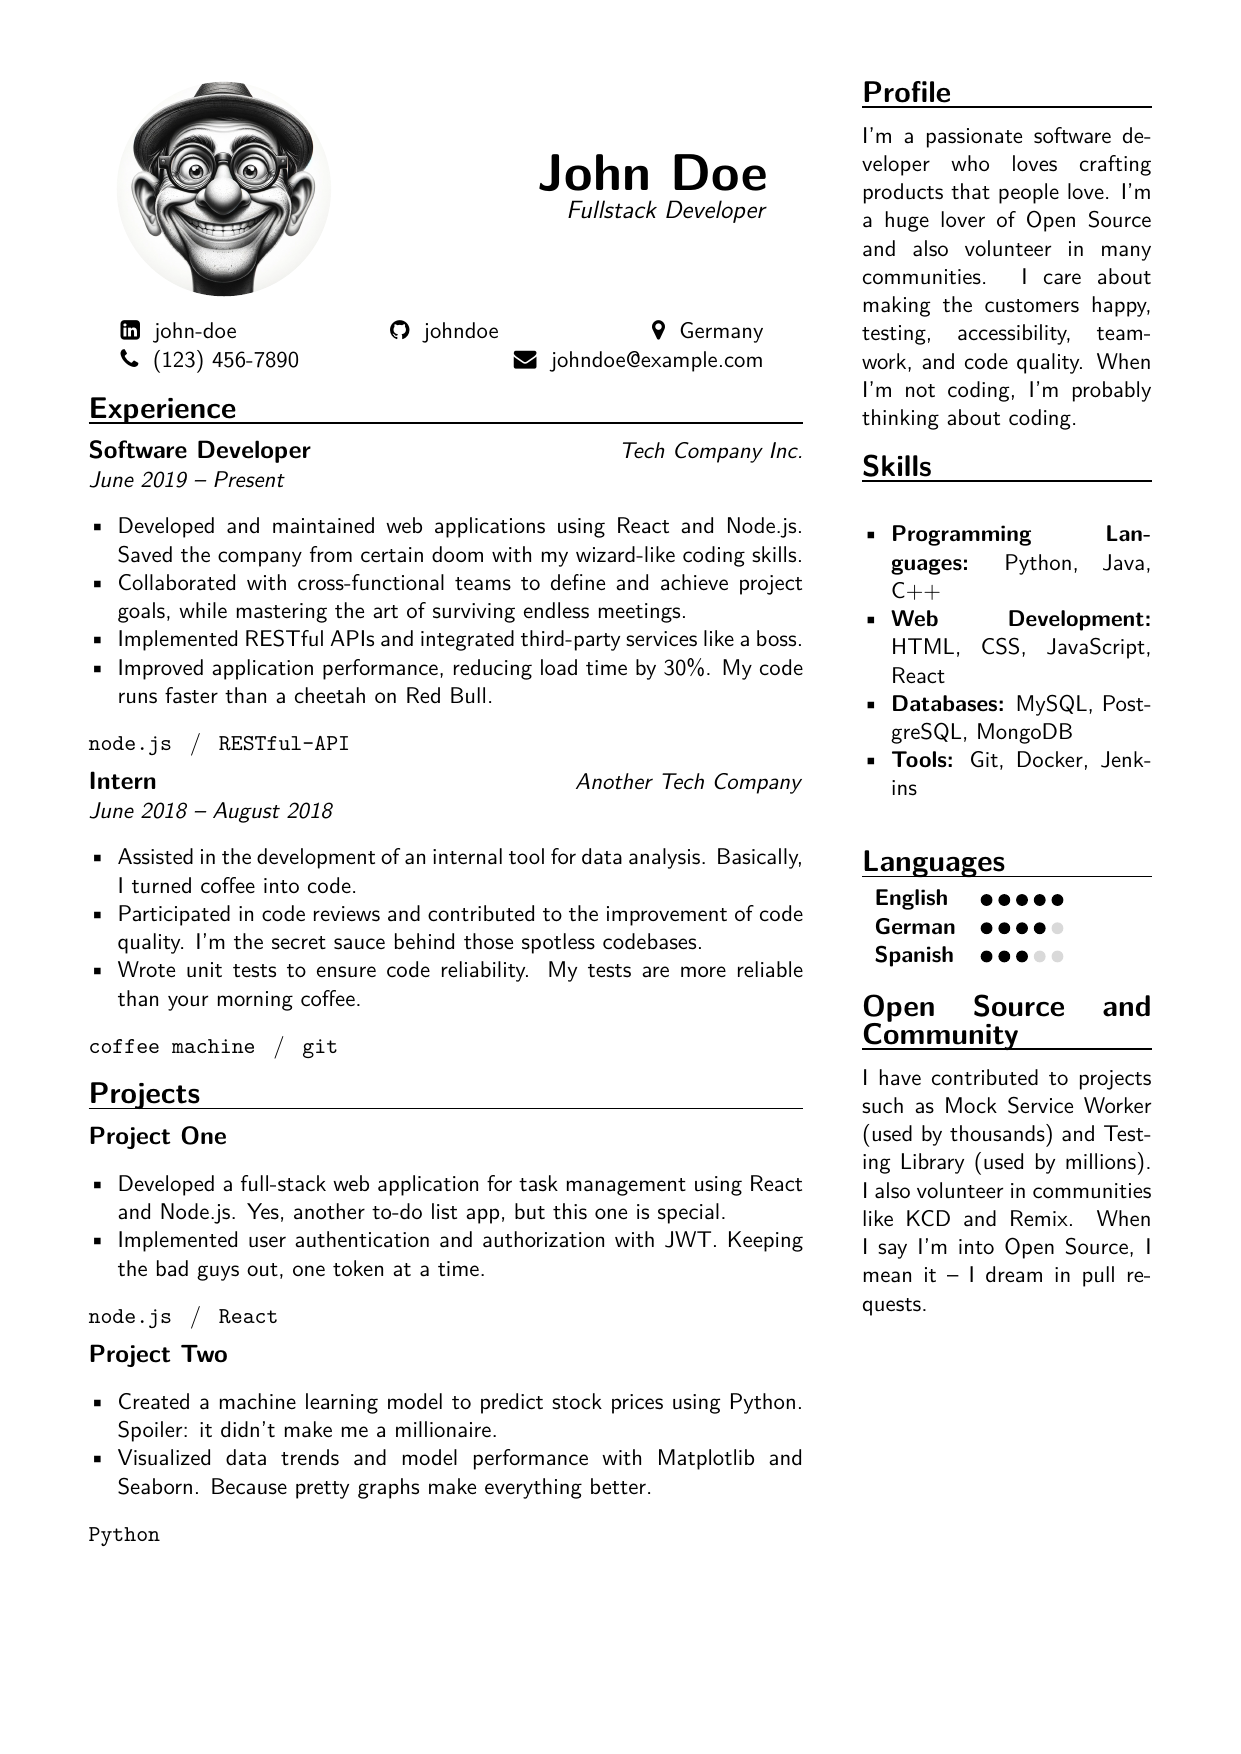 John Doe
Fullstack Developer
john-doe
johndoe
Germany
(123) 456-7890
johndoe@example.com
Experience
Software Developer
Tech Company Inc.
June 2019 – Present
▪ Developed and maintained web applications using React and Node.js.
Saved the company from certain doom with my wizard-like coding skills.
▪ Collaborated with cross-functional teams to define and achieve project
goals, while mastering the art of surviving endless meetings.
▪ Implemented RESTful APIs and integrated third-party services like a boss.
▪ Improved application performance, reducing load time by 30%. My code
runs faster than a cheetah on Red Bull.
node.js / RESTful-API
Intern
Another Tech Company
June 2018 – August 2018
▪ Assisted in the development of an internal tool for data analysis. Basically,
I turned coffee into code.
▪ Participated in code reviews and contributed to the improvement of code
quality. I'm the secret sauce behind those spotless codebases.
▪ Wrote unit tests to ensure code reliability. My tests are more reliable
than your morning coffee.
coffee machine / git
Projects
Project One
▪ Developed a full-stack web application for task management using React
and Node.js. Yes, another to-do list app, but this one is special.
▪ Implemented user authentication and authorization with JWT. Keeping
the bad guys out, one token at a time.
node.js / React
Project Two
▪ Created a machine learning model to predict stock prices using Python.
Spoiler: it didn't make me a millionaire.
▪ Visualized data trends and model performance with Matplotlib and
Seaborn. Because pretty graphs make everything better.
Python
Profile
I'm a passionate software de-
veloper who loves crafting
products that people love. I'm
a huge lover of Open Source
and also volunteer in many
communities. I care about
making the customers happy,
testing, accessibility, team-
work, and code quality. When
I'm not coding, I'm probably
thinking about coding.
Skills
▪ Programming Lan-
guages: Python, Java,
C++
▪ Web Development:
HTML, CSS, JavaScript,
React
▪ Databases: MySQL, Post-
greSQL, MongoDB
▪ Tools: Git, Docker, Jenk-
ins
Languages
English
German
Spanish
Open Source and
Community
I have contributed to projects
such as Mock Service Worker
(used by thousands) and Test-
ing Library (used by millions).
I also volunteer in communities
like KCD and Remix. When
I say I'm into Open Source, I
mean it – I dream in pull re-
quests.